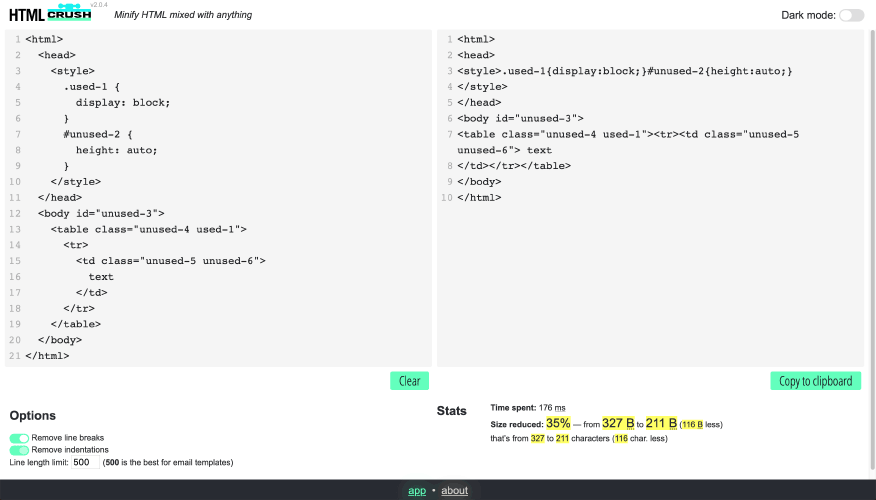 HTML CRUSH v2.0.4 Minify HTML mixed with anything Dark mode:
1 <html>
2 <head>
3 <style>
4 .used-1 {
5 display: block;
6 }
7 #unused-2 {
8 height: auto;
9 }
10 </style>
11 </head>
12 <body id="unused-3">
13 <table class="unused-4 used-1">
14 <tr>
15 <td class="unused-5 unused-6">
16 text
17 </td>
18 </tr>
19 </table>
20 </body>
21 </html>
Clear
1 <html>
2 <head>
3 <style>.used-1{display:block;}#unused-2{height:auto;}
4 </style>
5 </head>
6 <body id="unused-3">
7 <table class="unused-4 used-1"><tr><td class="unused-5
unused-6"> text
8 </td></tr></table>
9 </body>
10 </html>
Copy to clipboard
Options
Remove line breaks
Remove indentations
Line length limit: 500 (500 is the best for email templates)
Stats
Time spent: 176 ms
Size reduced: 35% — from 327 B to 211 B (116 B less)
that's from 327 to 211 characters (116 char. less)
app • about